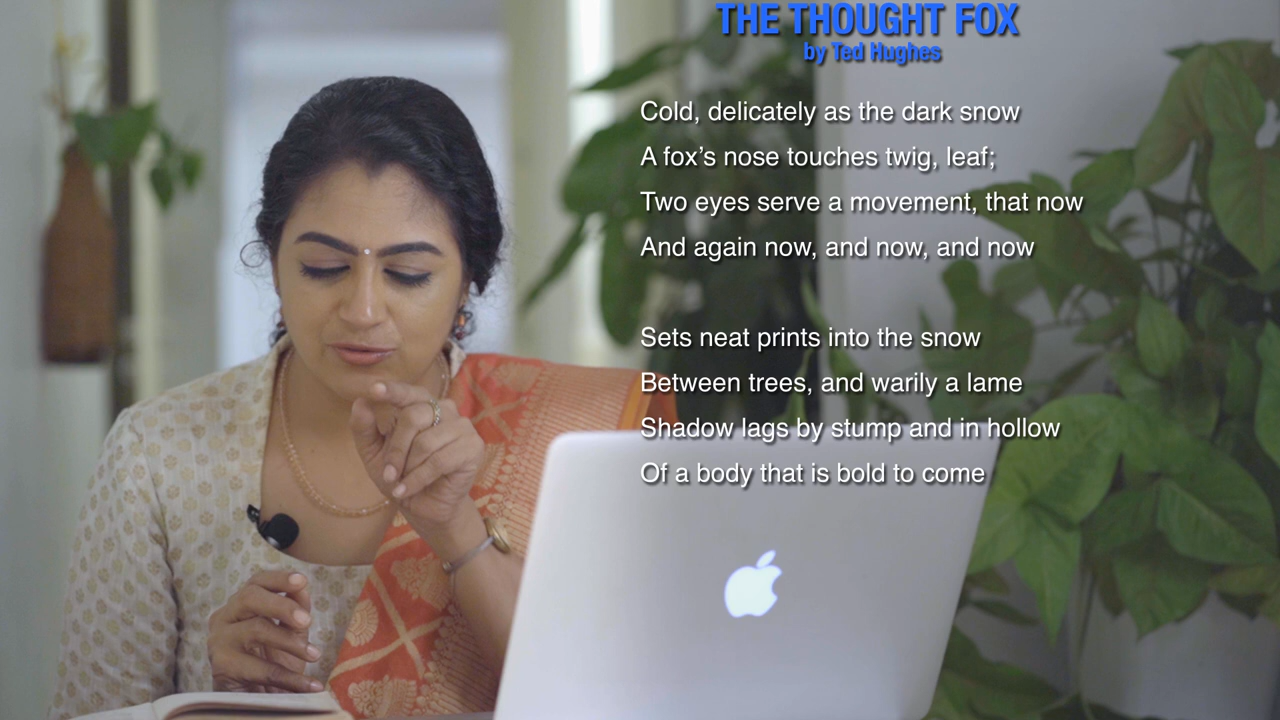 THE THOUGHT FOX
by Ted Hughes
Cold, delicately as the dark snow
A fox’s nose touches twig, leaf;
Two eyes serve a movement, that now
And again now, and now, and now
Sets neat prints into the snow
Between trees, and warily a lame
Shadow lags by stump and in hollow
Of a body that is bold to come